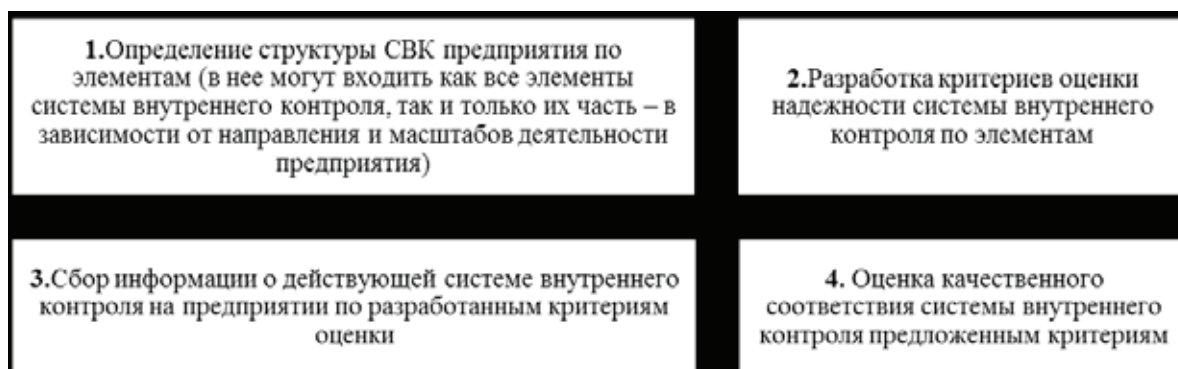 1.Определение структуры СВК предприятия по
элементам (в нее могут входить как все элементы
системы внутреннего контроля, так и только их часть – в
зависимости от направления и масштабов деятельности
предприятия)
2.Разработка критериев оценки
надежности системы внутреннего
контроля по элементам
3.Сбор информации о действующей системе внутреннего
контроля на предприятии по разработанным критериям
оценки
4. Оценка качественного
соответствия системы внутреннего
контроля предложенным критериям